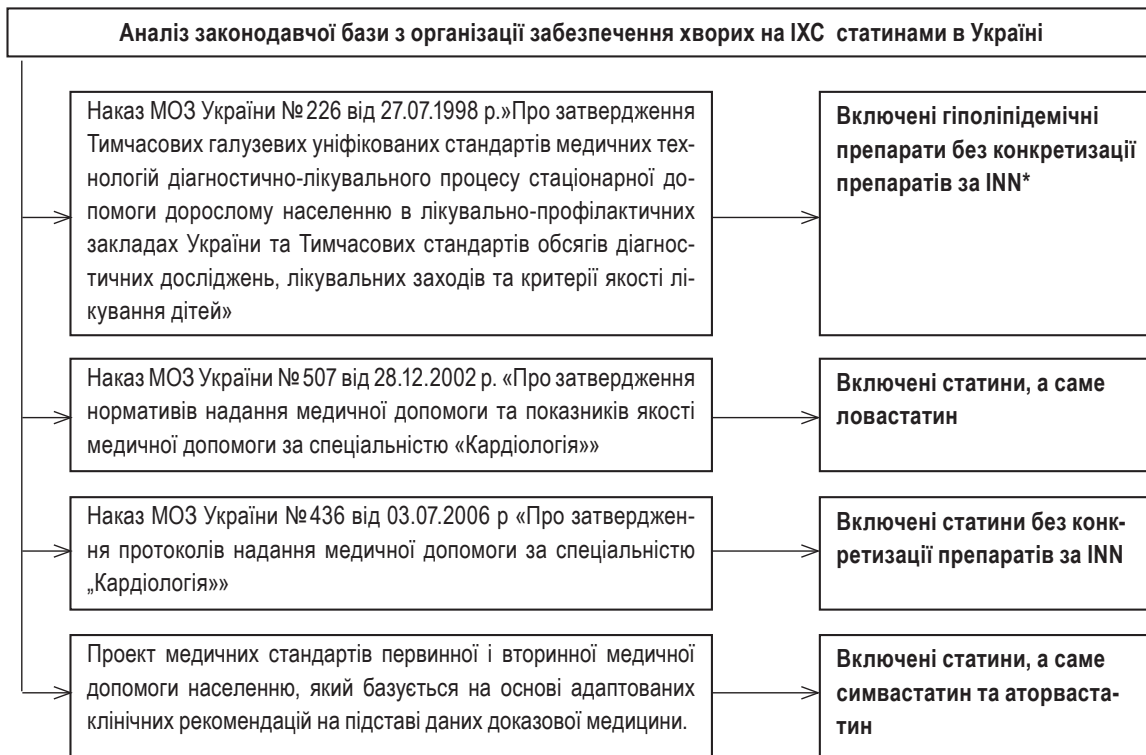 Аналіз законодавчої бази з організації забезпечення хворих на ІХС статинами в Україні
Наказ МОЗ України № 226 від 27.07.1998 р.»Про затвердження
Тимчасових галузевих уніфікованих стандартів медичних тех-
нологій діагностично-лікувального процесу стаціонарної до-
помоги дорослому населенню в лікувально-профілактичних
закладах України та Тимчасових стандартів обсягів діагнос-
тичних досліджень, лікувальних заходів та критерії якості лі-
кування дітей»
Включені гіполіпідемічні
препарати без конкретизації
препаратів за INN*
Наказ МОЗ України № 507 від 28.12.2002 р. «Про затвердження
нормативів надання медичної допомоги та показників якості
медичної допомоги за спеціальністю «Кардіологія»»
Включені статини, а саме
ловастатин
Наказ МОЗ України № 436 від 03.07.2006 р «Про затверджен-
ня протоколів надання медичної допомоги за спеціальністю
„Кардіологія»»
Включені статини без конк-
ретизації препаратів за INN
Проект медичних стандартів первинної і вторинної медичної
допомоги населенню, який базується на основі адаптованих
клінічних рекомендацій на підставі даних доказової медицини.
Включені статини, а саме
симвастатин та аторваста-
тин